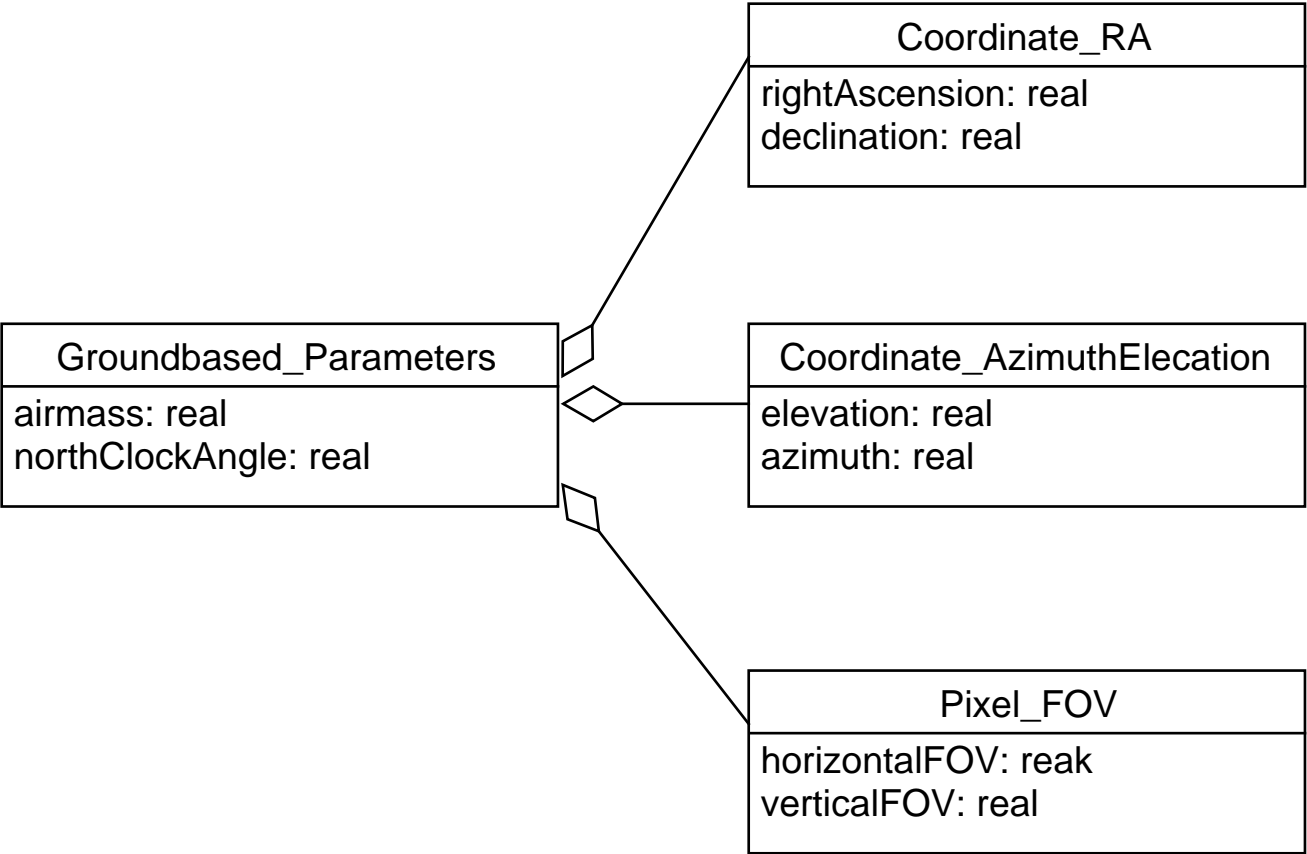 Coordinate_RA
rightAscension: real
declination: real
Groundbased_Parameters
airmass: real
northClockAngle: real
Coordinate_AzimuthElecation
elevation: real
azimuth: real
Pixel_FOV
horizontalFOV: reak
verticalFOV: real